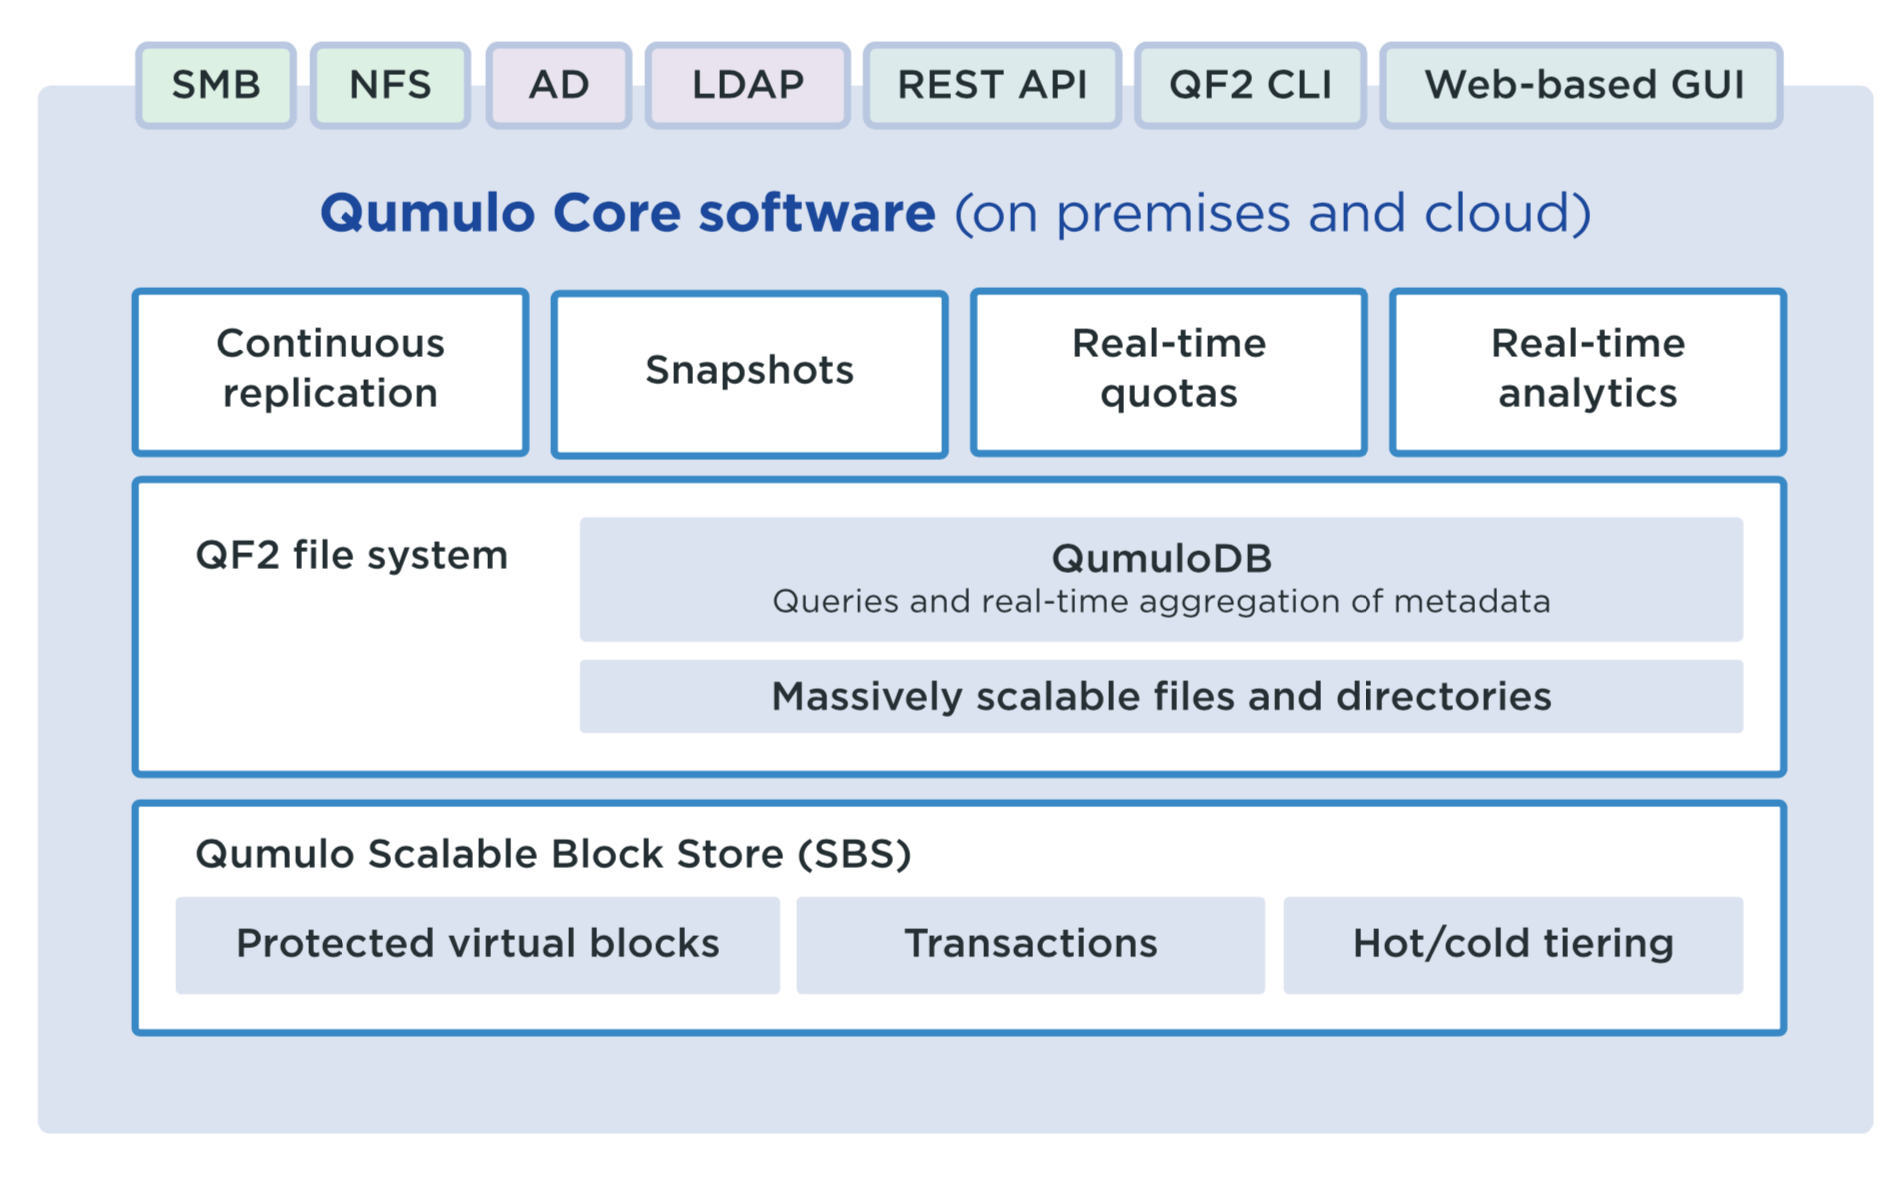 SMB NFS AD LDAP REST API QF2 CLI Web-based GUI
Qumulo Core software (on premises and cloud)
Continuous
replication
Snapshots
Real-time
quotas
Real-time
analytics
QF2 file system
QumuloDB
Queries and real-time aggregation of metadata
Massively scalable files and directories
Qumulo Scalable Block Store (SBS)
Protected virtual blocks
Transactions
Hot/cold tiering